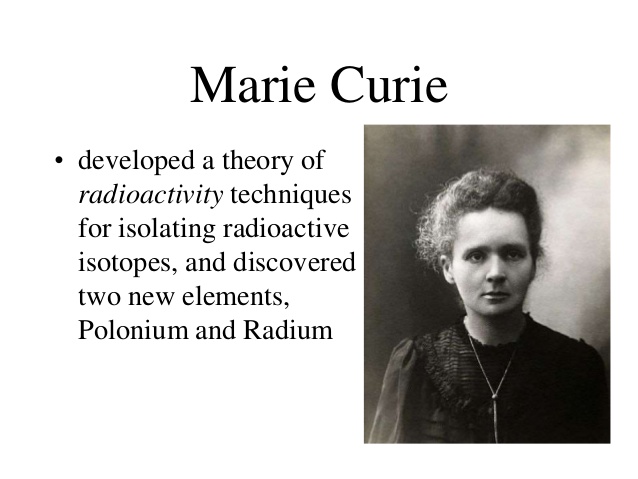 Marie Curie
• developed a theory of
radioactivity techniques
for isolating radioactive
isotopes, and discovered
two new elements,
Polonium and Radium